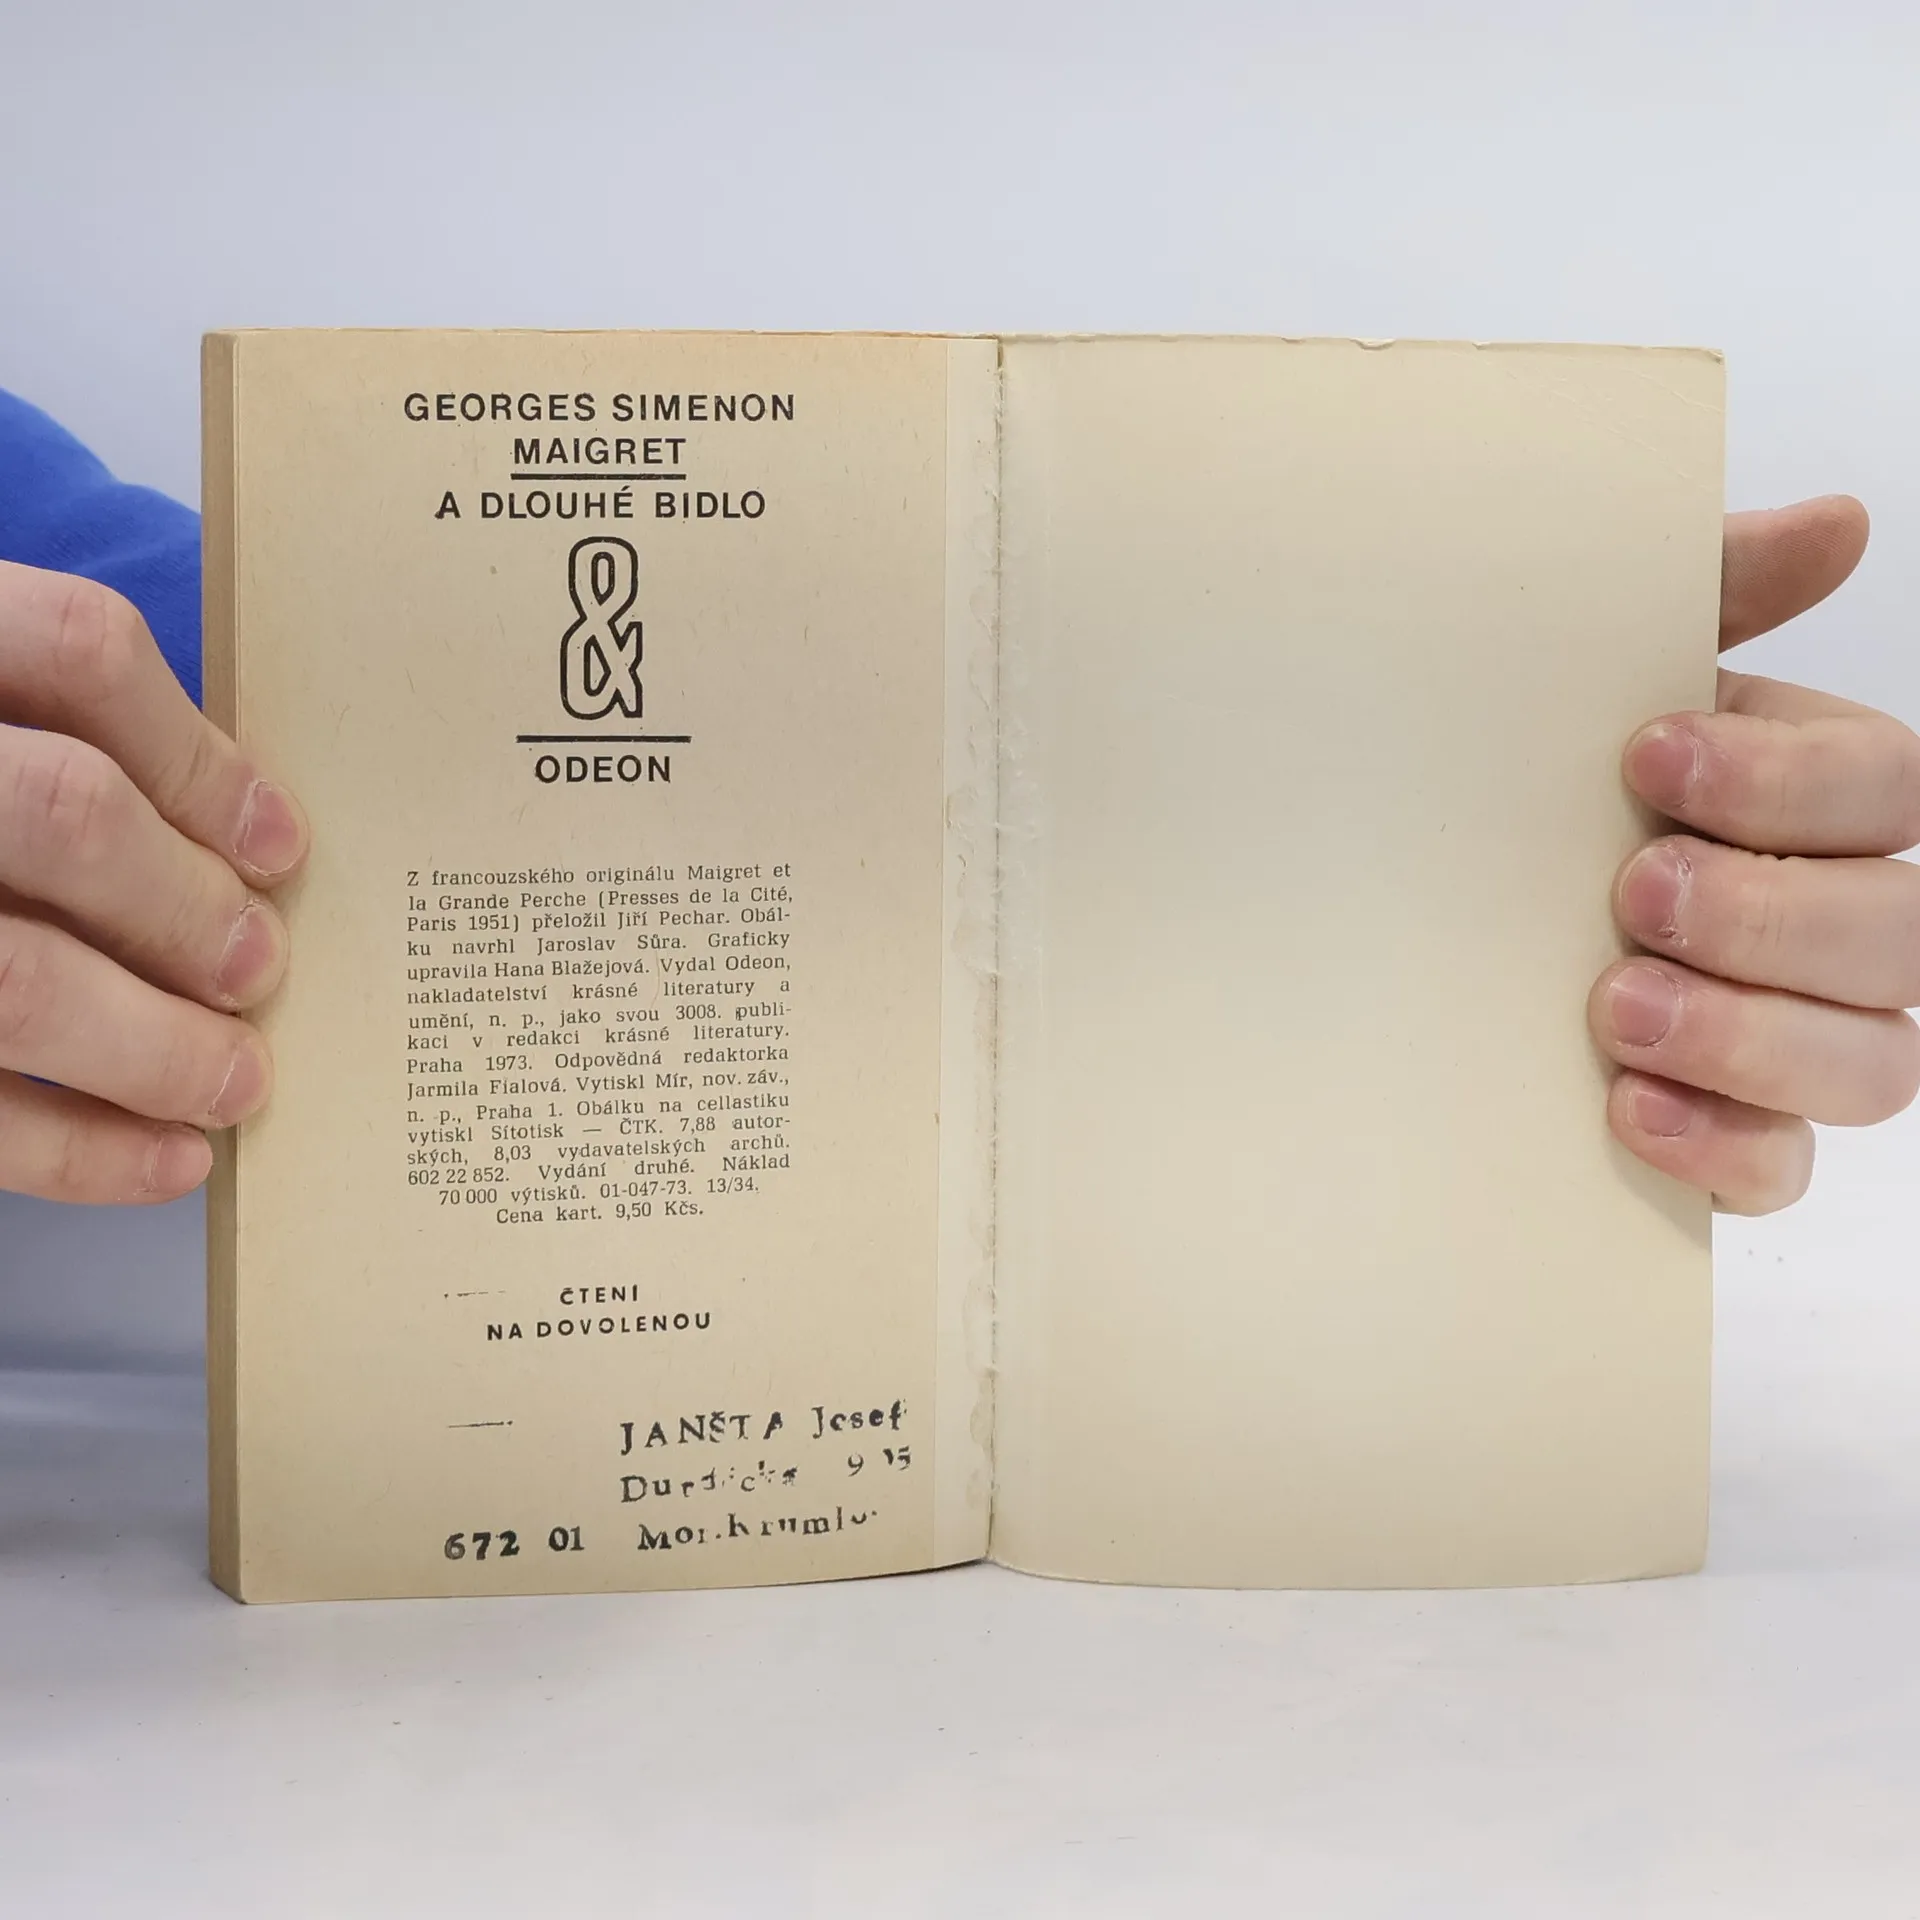 GEORGES SIMENON
MAIGRET
A DLOUHÉ BIDLO
&
ODEON
Z francouzského originálu Maigret et
la Grande Perche (Presses de la Cité,
Paris 1951) přeložil Jiří Pechar. Obál-
ku navrhl Jaroslav Sůra. Graficky
upravila Hana Blažejová. Vydal Odeon,
nakladatelství krásné literatury a
umění, n. p., jako svou 3008. publi-
kaci v redakci krásné literatury.
Praha 1973. Odpovědná redaktorka
Jarmila Fialová. Vytiskl Mír, nov. záv.,
n. p., Praha 1. Obálku na cellastiku
vytiskl Sítotisk — ČTK. 7,88 autor-
ských, 8,03 vydavatelských archů.
602 22 852. Vydání druhé. Náklad
70 000 výtisků. 01-047-73. 13/34.
Cena kart. 9,50 Kčs.
ČTENÍ
NA DOVOLENOU
JANŠTA Josef
672 01 Mor.Krumlo